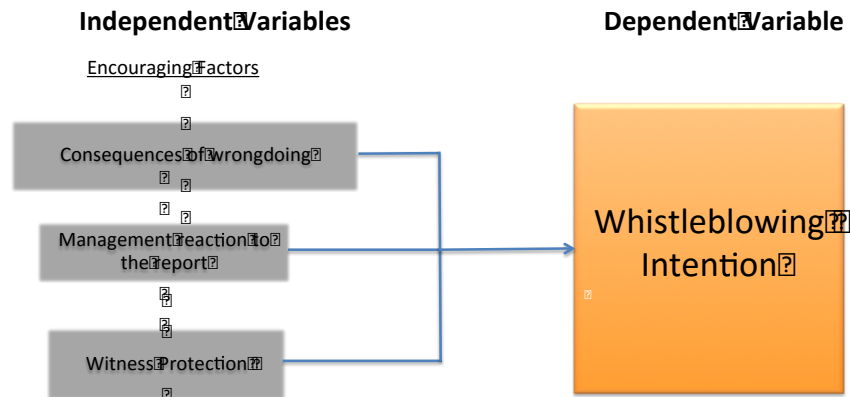 Independent Variables
Dependent Variable
Encouraging Factors
Consequences of wrongdoing
Management reaction to
the report
Witness Protection
Whistleblowing
Intention